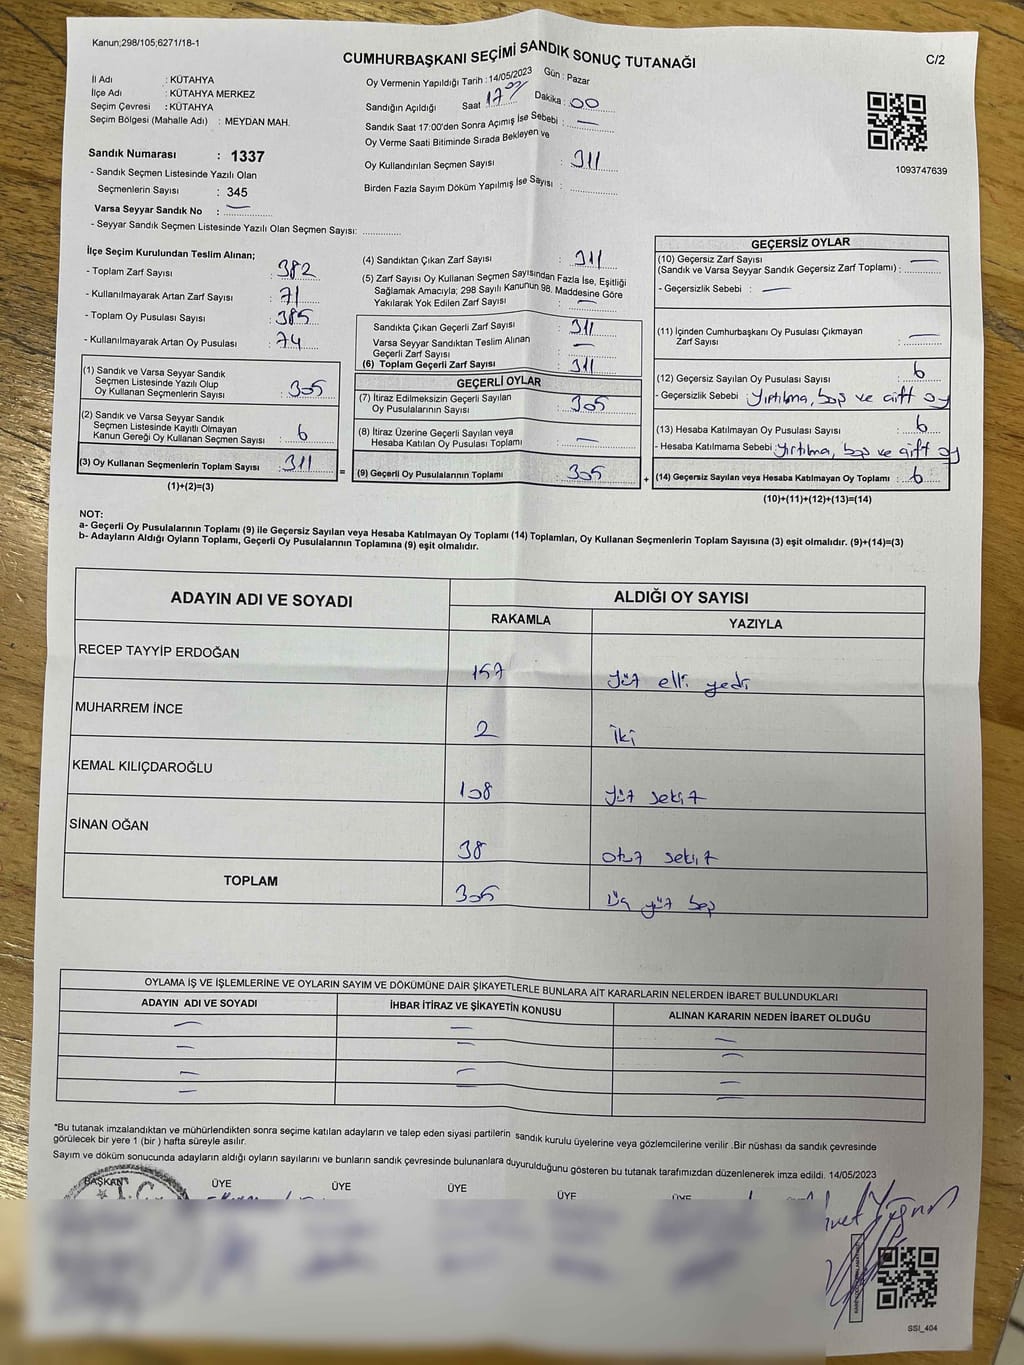 Kanun;298/105;6271/18-1
CUMHURBAŞKANI SEÇİMİ SANDIK SONUÇ TUTANAĞI
C/2
İl Adı : KÜTAHYA
İlçe Adı : KÜTAHYA MERKEZ
Seçim Çevresi : KÜTAHYA
Seçim Bölgesi (Mahalle Adı) : MEYDAN MAH.
Sandık Numarası : 1337
- Sandık Seçmen Listesinde Yazılı Olan
Seçmenlerin Sayısı : 345
Varsa Seyyar Sandık No : —
- Seyyar Sandık Seçmen Listesinde Yazılı Olan Seçmen Sayısı: ............
Oy Vermenin Yapıldığı Tarih : 14/05/2023 Gün : Pazar
Sandığın Açıldığı Saat 17:00 Dakika : 00
Sandık Saat 17:00'den Sonra Açımış İse Sebebi : —
Oy Verme Saati Bitiminde Sırada Bekleyen ve
Oy Kullandırılan Seçmen Sayısı : 311
Birden Fazla Sayım Döküm Yapılmış İse Sayısı : ............
1093747639
İlçe Seçim Kurulundan Teslim Alınan;
- Toplam Zarf Sayısı : 382
- Kullanılmayarak Artan Zarf Sayısı : 71
- Toplam Oy Pusulası Sayısı : 385
- Kullanılmayarak Artan Oy Pusulası : 74
(1) Sandık ve Varsa Seyyar Sandık
Seçmen Listesinde Yazılı Olup
Oy Kullanan Seçmenlerin Sayısı : 305
(2) Sandık ve Varsa Seyyar Sandık
Seçmen Listesinde Kayıtlı Olmayan
Kanun Gereği Oy Kullanan Seçmen Sayısı : 6
(3) Oy Kullanan Seçmenlerin Toplam Sayısı : 311
(1)+(2)=(3)
(4) Sandıktan Çıkan Zarf Sayısı : 311
(5) Zarf Sayısı Oy Kullanan Seçmen Sayısından Fazla İse, Eşitliği
Sağlamak Amacıyla; 298 Sayılı Kanunun 98. Maddesine Göre
Yakılarak Yok Edilen Zarf Sayısı : —
Sandıkta Çıkan Geçerli Zarf Sayısı : 311
Varsa Seyyar Sandıktan Teslim Alınan
Geçerli Zarf Sayısı : —
(6) Toplam Geçerli Zarf Sayısı : 311
GEÇERLİ OYLAR
(7) İtiraz Edilmeksizin Geçerli Sayılan
Oy Pusulalarının Sayısı : 305
(8) İtiraz Üzerine Geçerli Sayılan veya
Hesaba Katılan Oy Pusulası Toplamı : —
= (9) Geçerli Oy Pusulalarının Toplamı : 305
GEÇERSİZ OYLAR
(10) Geçersiz Zarf Sayısı —
(Sandık ve Varsa Seyyar Sandık Geçersiz Zarf Toplamı) : ............
- Geçersizlik Sebebi : —
(11) İçinden Cumhurbaşkanı Oy Pusulası Çıkmayan
Zarf Sayısı : —
(12) Geçersiz Sayılan Oy Pusulası Sayısı : 6
- Geçersizlik Sebebi Yırtılma, boş ve çift oy
(13) Hesaba Katılmayan Oy Pusulası Sayısı : 6
- Hesaba Katılmama Sebebi Yırtılma, boş ve çift oy
+ (14) Geçersiz Sayılan veya Hesaba Katılmayan Oy Toplamı : 6
(10)+(11)+(12)+(13)=(14)
NOT:
a- Geçerli Oy Pusulalarının Toplamı (9) ile Geçersiz Sayılan veya Hesaba Katılmayan Oy Toplamı (14) Toplamları, Oy Kullanan Seçmenlerin Toplam Sayısına (3) eşit olmalıdır. (9)+(14)=(3)
b- Adayların Aldığı Oyların Toplamı, Geçerli Oy Pusulalarının Toplamına (9) eşit olmalıdır.
ADAYIN ADI VE SOYADI
ALDIĞI OY SAYISI
RAKAMLA YAZIYLA
RECEP TAYYİP ERDOĞAN 157 yüz elli yedi
MUHARREM İNCE 2 iki
KEMAL KILIÇDAROĞLU 108 yüz sekiz
SİNAN OĞAN 38 otuz sekiz
TOPLAM 305 üç yüz beş
OYLAMA İŞ VE İŞLEMLERİNE VE OYLARIN SAYIM VE DÖKÜMÜNE DAİR ŞİKAYETLERLE BUNLARA AİT KARARLARIN NELERDEN İBARET BULUNDUKLARI
ADAYIN ADI VE SOYADI İHBAR İTİRAZ VE ŞİKAYETİN KONUSU ALINAN KARARIN NEDEN İBARET OLDUĞU
— — —
— — —
— — —
— — —
*Bu tutanak imzalandıktan ve mühürlendikten sonra seçime katılan adayların ve talep eden siyasi partilerin sandık kurulu üyelerine veya gözlemcilerine verilir .Bir nüshası da sandık çevresinde
görülecek bir yere 1 (bir ) hafta süreyle asılır.
Sayım ve döküm sonucunda adayların aldığı oyların sayılarını ve bunların sandık çevresinde bulunanlara duyurulduğunu gösteren bu tutanak tarafımızdan düzenlenerek imza edildi. 14/05/2023
BAŞKAN ÜYE ÜYE ÜYE ÜYE ÜYE
SSİ_404